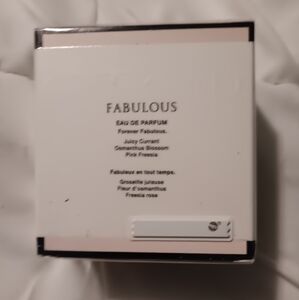 FABULOUS
EAU DE PARFUM
Forever Fabulous.
Juicy Currant
Osmanthus Blossom
Pink Freesia
Fabuleux en tout temps.
Groseille juteuse
Fleur d'osmanthus
Freesia rose